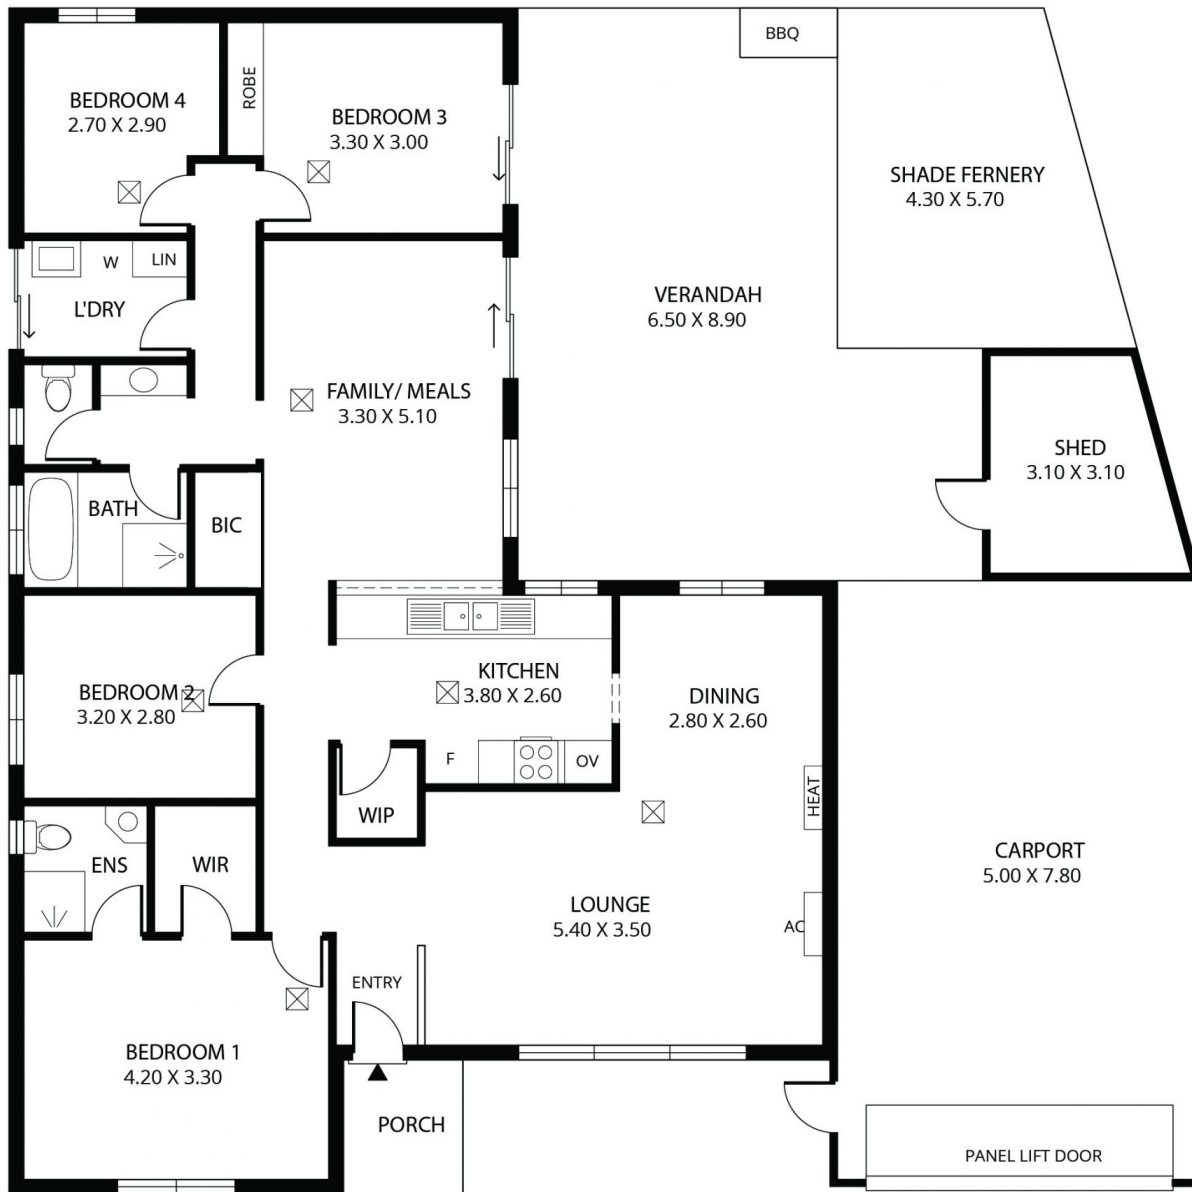 BBQ
BEDROOM 4
2.70 X 2.90
ROBE
BEDROOM 3
3.30 X 3.00
SHADE FERNERY
4.30 X 5.70
W
LIN
L'DRY
VERANDAH
6.50 X 8.90
FAMILY/ MEALS
3.30 X 5.10
SHED
3.10 X 3.10
BATH
BIC
KITCHEN
3.80 X 2.60
BEDROOM 2
3.20 X 2.80
DINING
2.80 X 2.60
F
OV
HEAT
WIP
ENS
WIR
CARPORT
5.00 X 7.80
LOUNGE
5.40 X 3.50
AC
ENTRY
BEDROOM 1
4.20 X 3.30
PORCH
PANEL LIFT DOOR